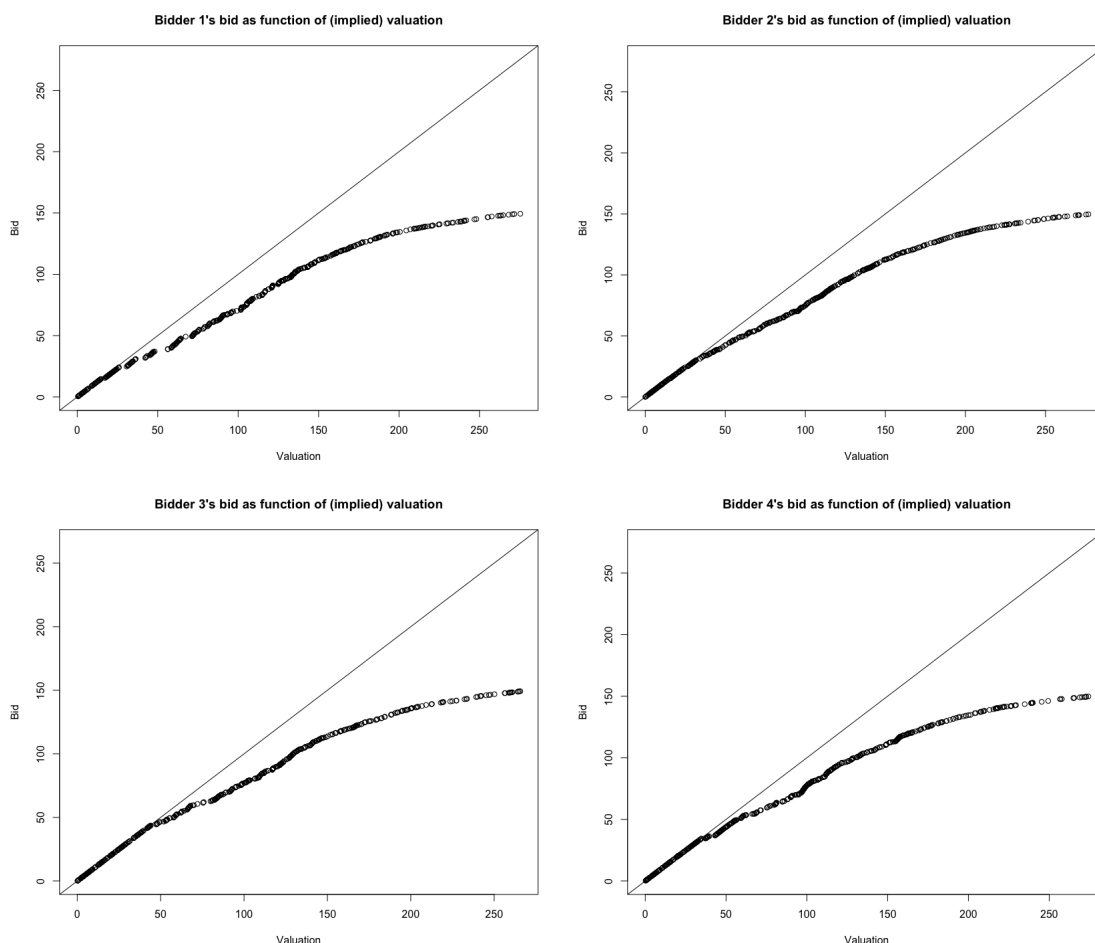 Bidder 1's bid as function of (implied) valuation
Bid
250
200
150
100
50
0
0 50 100 150 200 250
Valuation
Bidder 2's bid as function of (implied) valuation
Bid
250
200
150
100
50
0
0 50 100 150 200 250
Valuation
Bidder 3's bid as function of (implied) valuation
Bid
250
200
150
100
50
0
0 50 100 150 200 250
Valuation
Bidder 4's bid as function of (implied) valuation
Bid
250
200
150
100
50
0
0 50 100 150 200 250
Valuation